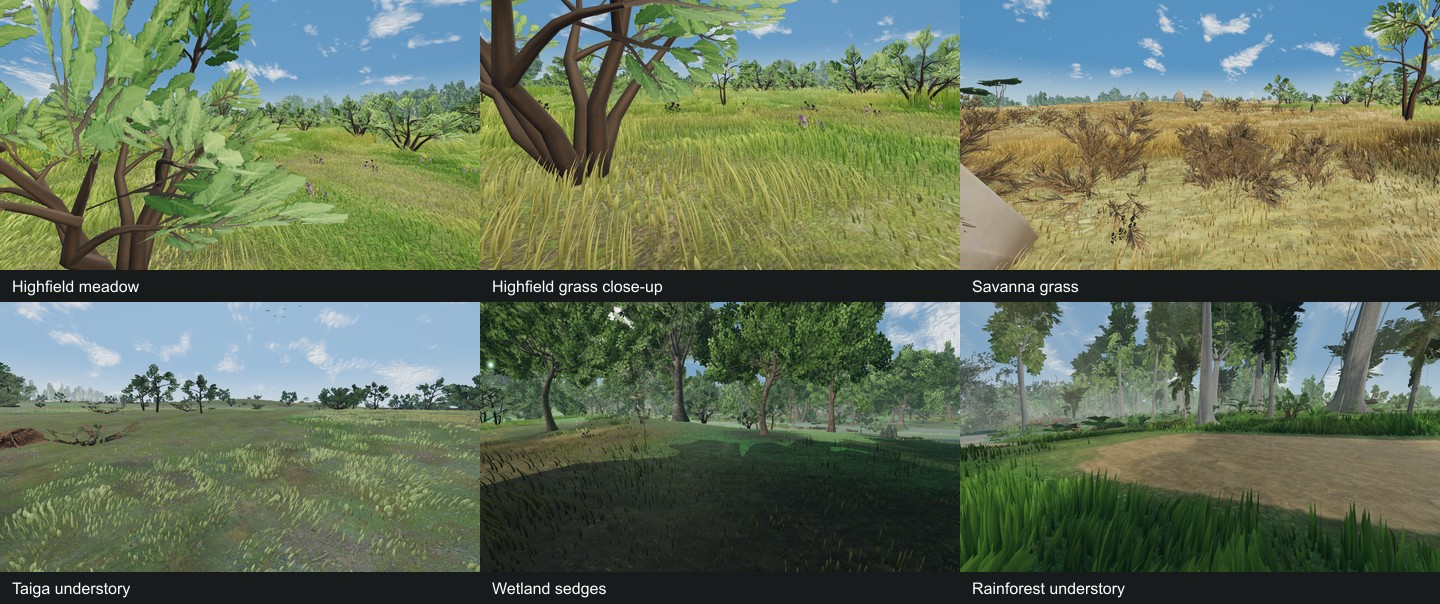 Highfield meadow
Highfield grass close-up
Savanna grass
Taiga understory
Wetland sedges
Rainforest understory